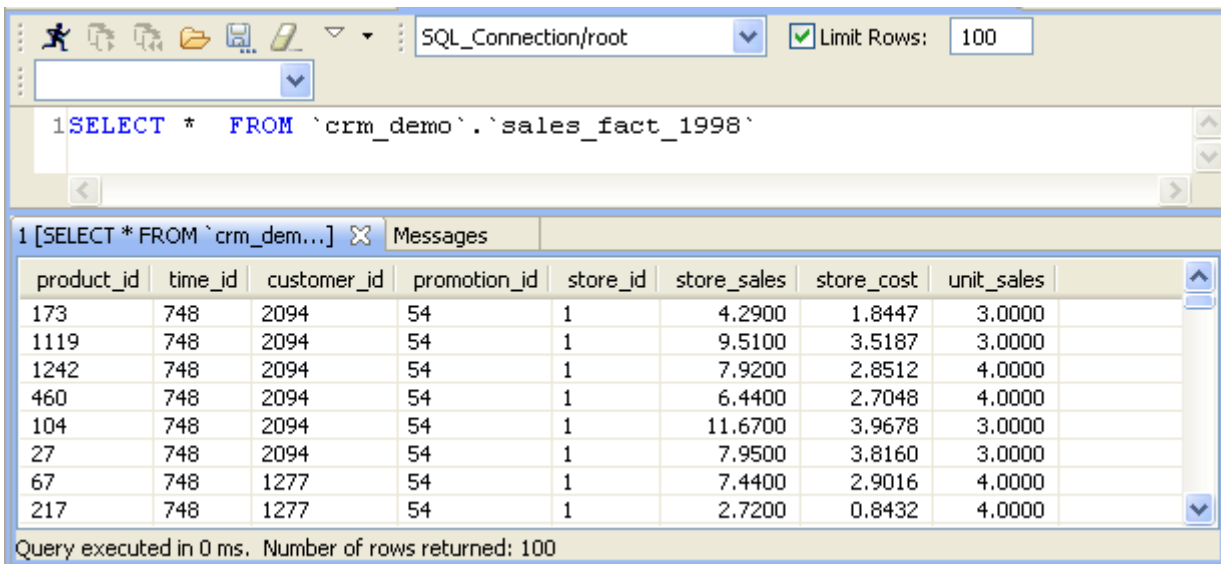 SQL_Connection/root Limit Rows: 100
1SELECT * FROM `crm_demo`.`sales_fact_1998`
1 [SELECT * FROM `crm_dem...] Messages
product_id time_id customer_id promotion_id store_id store_sales store_cost unit_sales
173 748 2094 54 1 4.2900 1.8447 3.0000
1119 748 2094 54 1 9.5100 3.5187 3.0000
1242 748 2094 54 1 7.9200 2.8512 4.0000
460 748 2094 54 1 6.4400 2.7048 4.0000
104 748 2094 54 1 11.6700 3.9678 3.0000
27 748 2094 54 1 7.9500 3.8160 3.0000
67 748 1277 54 1 7.4400 2.9016 4.0000
217 748 1277 54 1 2.7200 0.8432 4.0000
Query executed in 0 ms. Number of rows returned: 100